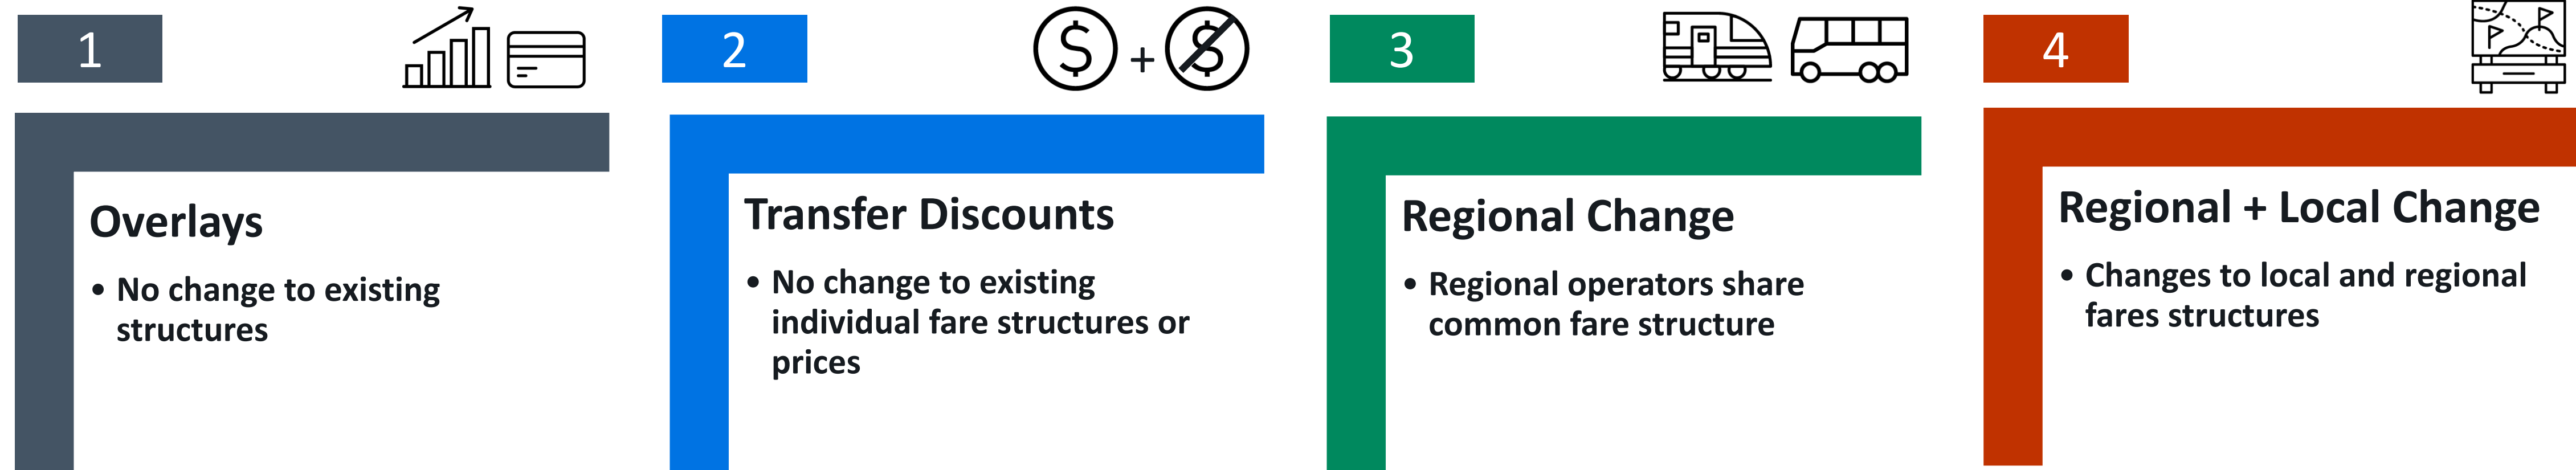 1
Overlays
• No change to existing
structures
2
+
Transfer Discounts
• No change to existing
individual fare structures or
prices
3
Regional Change
• Regional operators share
common fare structure
4
Regional + Local Change
• Changes to local and regional
fares structures